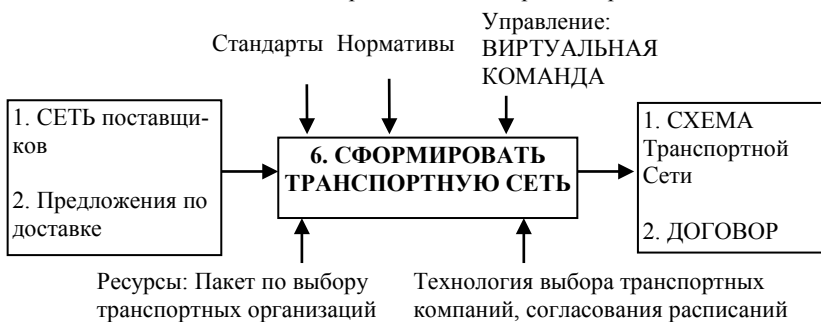 Управление:
Стандарты Нормативы ВИРТУАЛЬНАЯ
КОМАНДА
1. СЕТЬ поставщи-
ков
2. Предложения по
доставке
6. СФОРМИРОВАТЬ
ТРАНСПОРТНУЮ СЕТЬ
1. СХЕМА
Транспортной
Сети
2. ДОГОВОР
Ресурсы: Пакет по выбору
транспортных организаций
Технология выбора транспортных
компаний, согласования расписаний